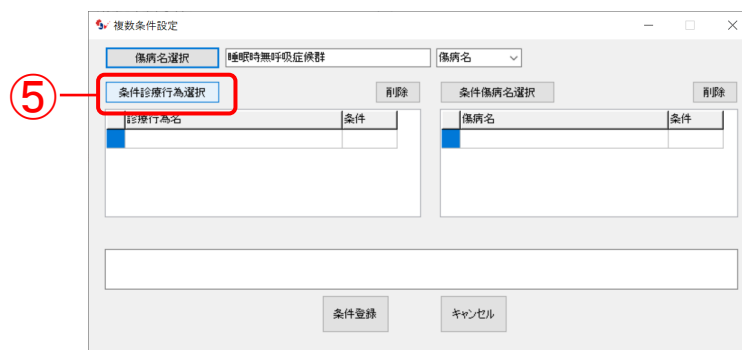 複数条件設定
傷病名選択 睡眠時無呼吸症候群 傷病名
⑤ 条件診療行為選択 削除 条件傷病名選択 削除
診療行為名 条件 傷病名 条件
条件登録 キャンセル